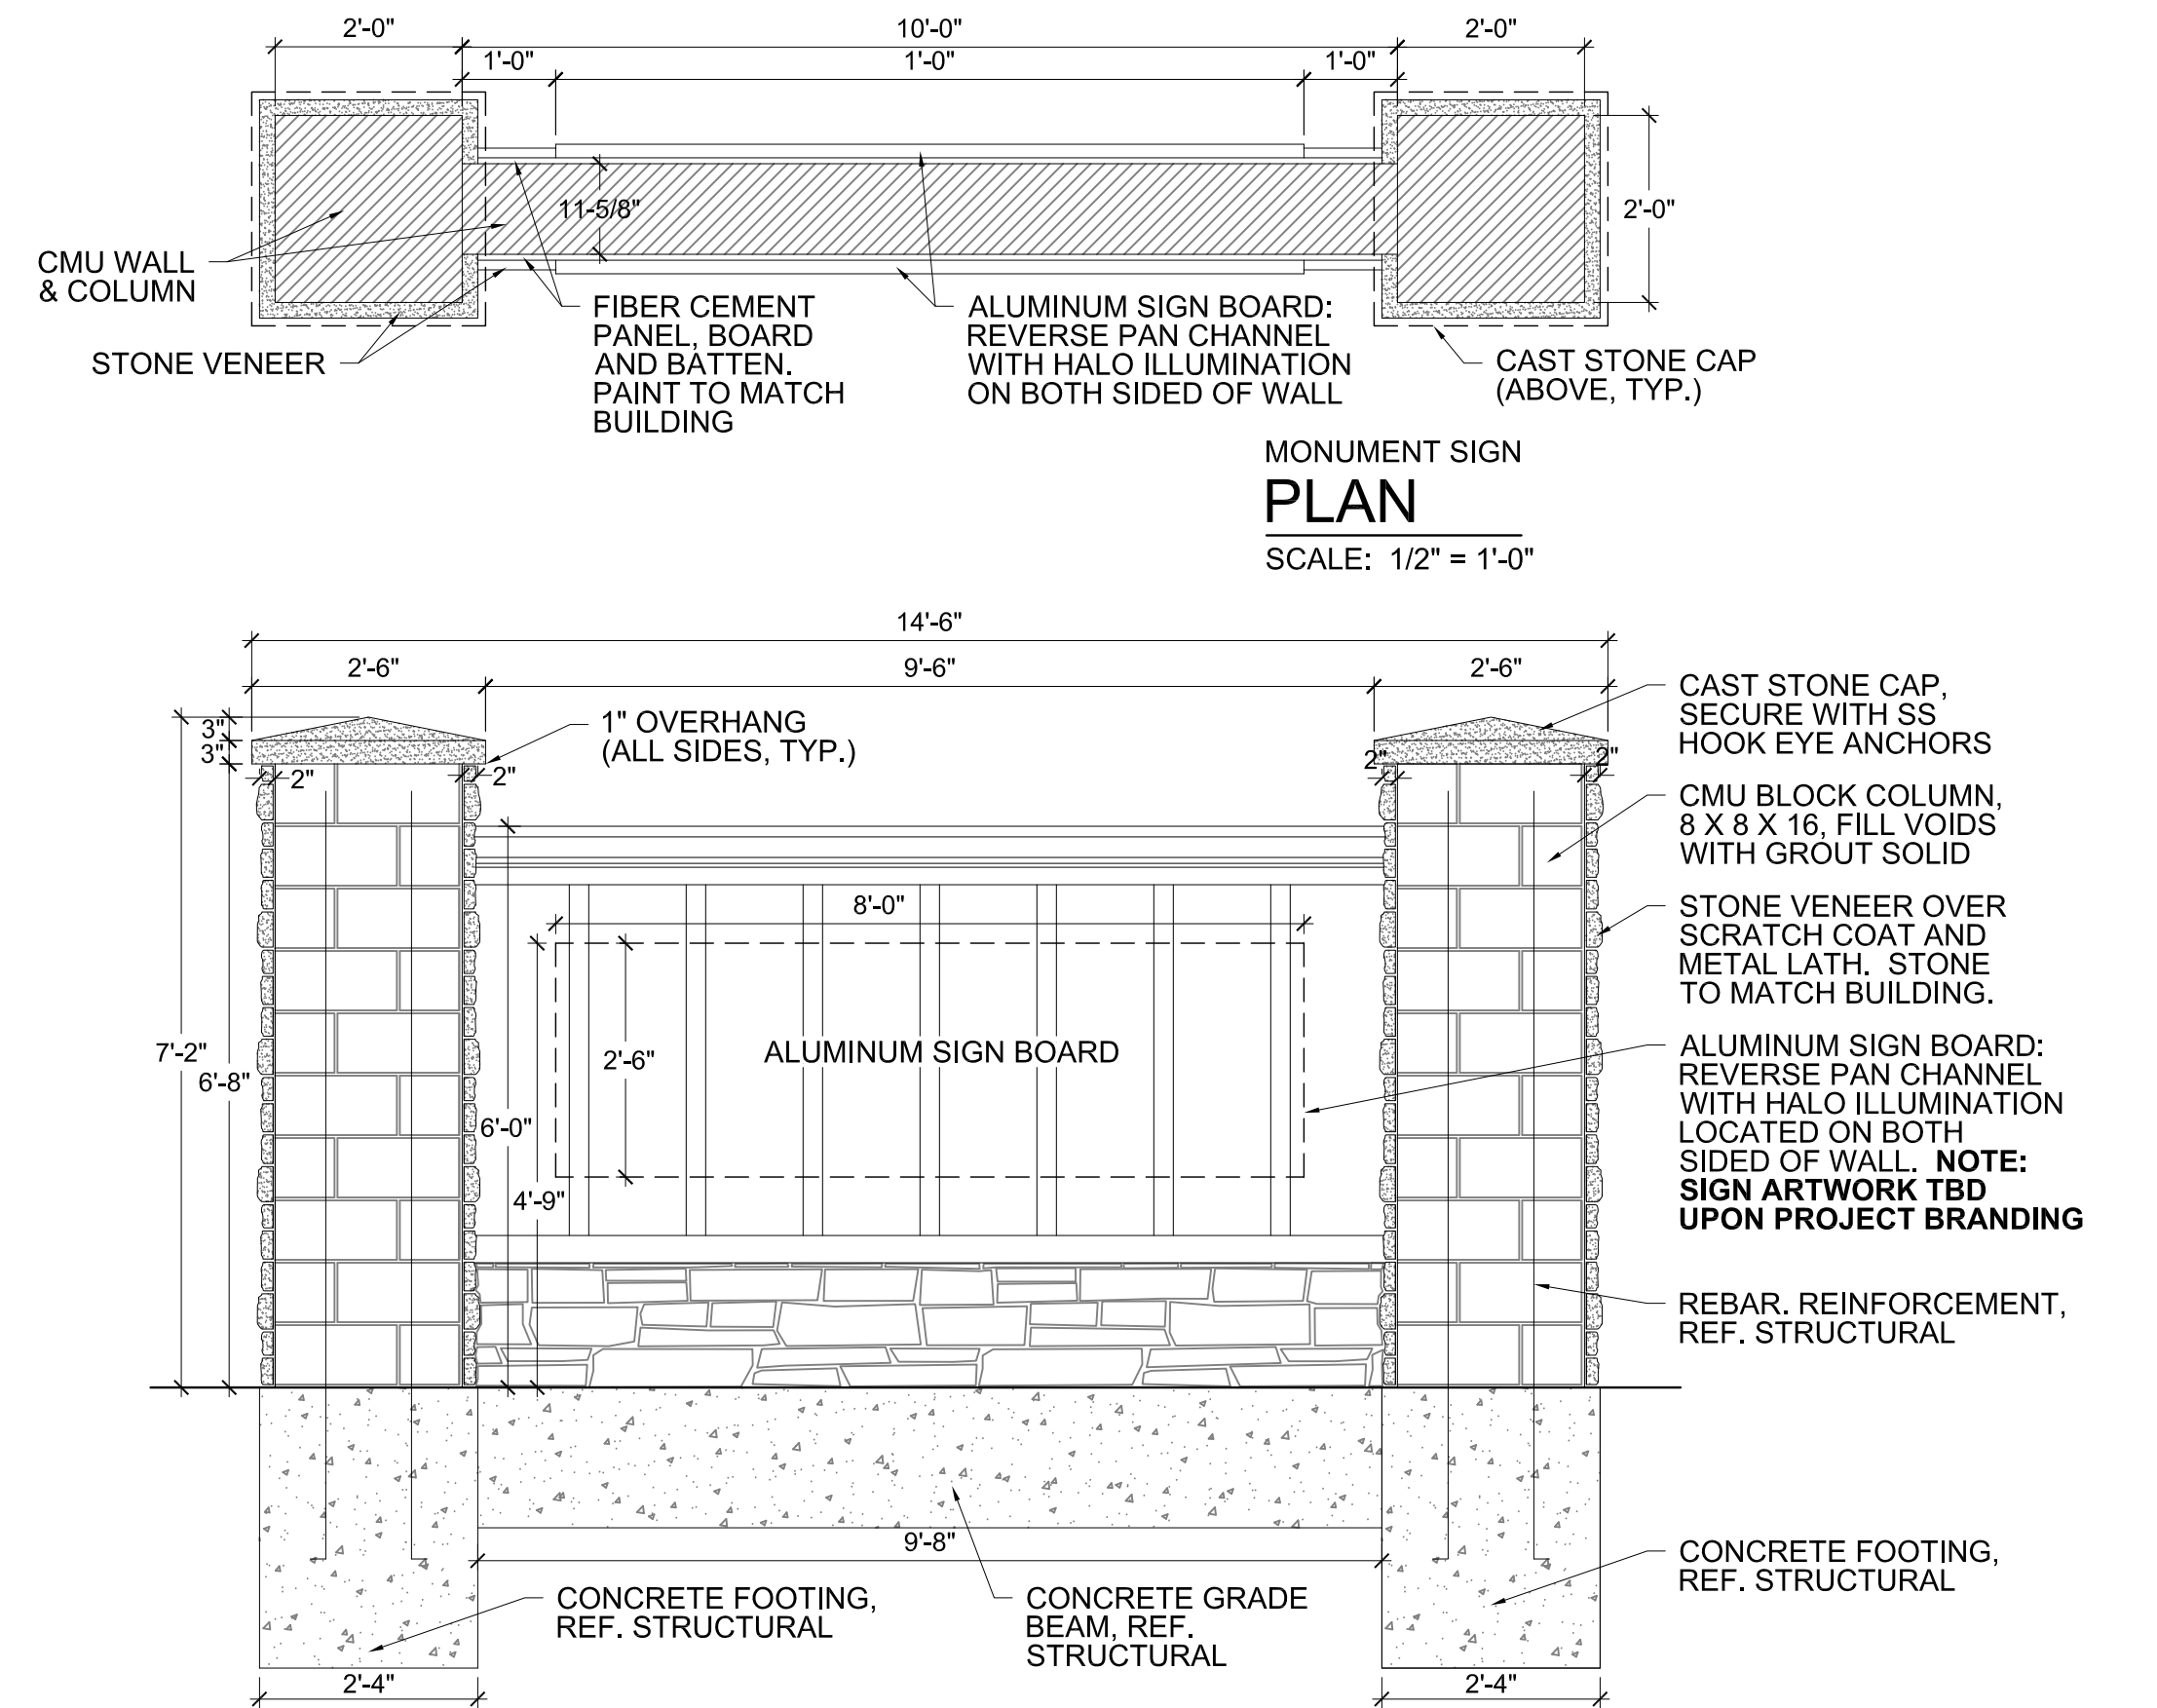 2'-0"
10'-0"
2'-0"
1'-0"
1'-0"
1'-0"
11-5/8"
2'-0"
CMU WALL
& COLUMN
STONE VENEER
FIBER CEMENT
PANEL, BOARD
AND BATTEN.
PAINT TO MATCH
BUILDING
ALUMINUM SIGN BOARD:
REVERSE PAN CHANNEL
WITH HALO ILLUMINATION
ON BOTH SIDED OF WALL
CAST STONE CAP
(ABOVE, TYP.)
MONUMENT SIGN
PLAN
SCALE: 1/2" = 1'-0"
14'-6"
2'-6"
9'-6"
2'-6"
3"
3"
1" OVERHANG
(ALL SIDES, TYP.)
2"
2"
2"
2"
CAST STONE CAP,
SECURE WITH SS
HOOK EYE ANCHORS
CMU BLOCK COLUMN,
8 X 8 X 16, FILL VOIDS
WITH GROUT SOLID
STONE VENEER OVER
SCRATCH COAT AND
METAL LATH. STONE
TO MATCH BUILDING.
8'-0"
2'-6"
ALUMINUM SIGN BOARD
7'-2"
6'-8"
6'-0"
4'-9"
ALUMINUM SIGN BOARD:
REVERSE PAN CHANNEL
WITH HALO ILLUMINATION
LOCATED ON BOTH
SIDED OF WALL. NOTE:
SIGN ARTWORK TBD
UPON PROJECT BRANDING
REBAR. REINFORCEMENT,
REF. STRUCTURAL
9'-8"
CONCRETE FOOTING,
REF. STRUCTURAL
CONCRETE GRADE
BEAM, REF.
STRUCTURAL
CONCRETE FOOTING,
REF. STRUCTURAL
2'-4"
2'-4"